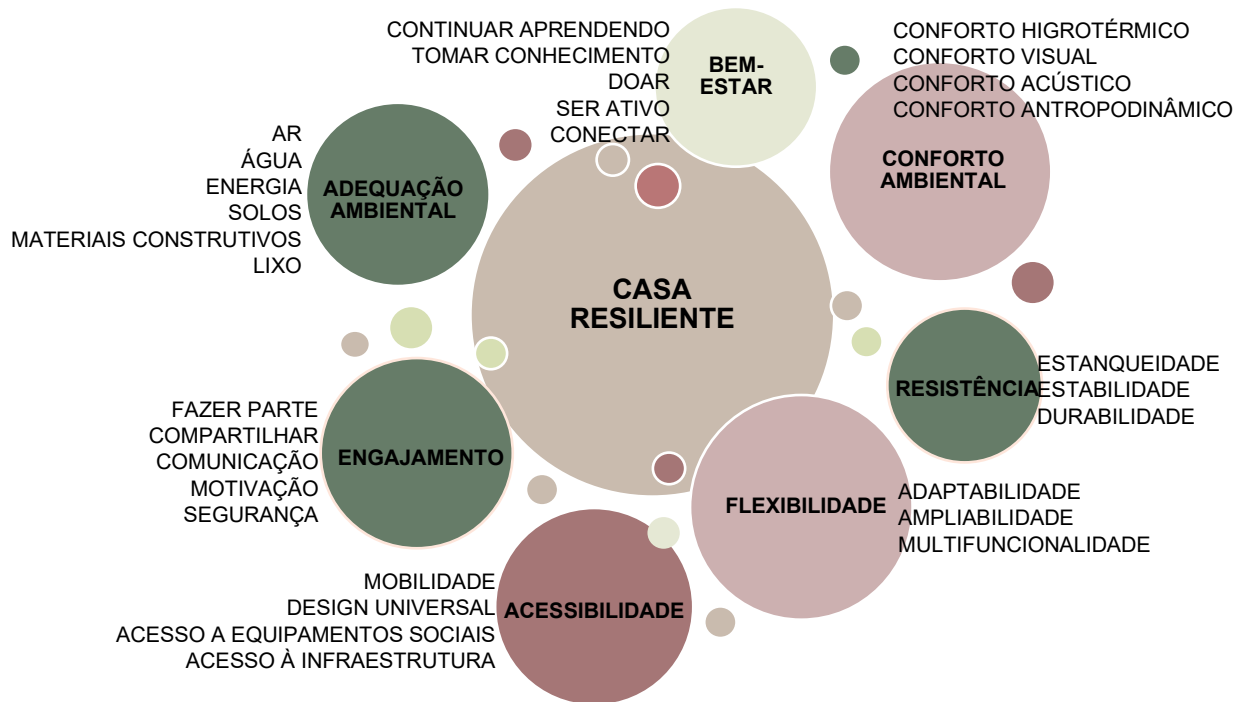 CONTINUAR APRENDENDO
TOMAR CONHECIMENTO
DOAR
SER ATIVO
CONECTAR
BEM-
ESTAR
CONFORTO HIGROTÉRMICO
CONFORTO VISUAL
CONFORTO ACÚSTICO
CONFORTO ANTROPODINÂMICO
CONFORTO
AMBIENTAL
AR
ÁGUA
ENERGIA
SOLOS
MATERIAIS CONSTRUTIVOS
LIXO
ADEQUAÇÃO
AMBIENTAL
CASA
RESILIENTE
RESISTÊNCIA
ESTANQUEIDADE
ESTABILIDADE
DURABILIDADE
FAZER PARTE
COMPARTILHAR
COMUNICAÇÃO
MOTIVAÇÃO
SEGURANÇA
ENGAJAMENTO
FLEXIBILIDADE
ADAPTABILIDADE
AMPLIABILIDADE
MULTIFUNCIONALIDADE
MOBILIDADE
DESIGN UNIVERSAL
ACESSO A EQUIPAMENTOS SOCIAIS
ACESSO À INFRAESTRUTURA
ACESSIBILIDADE